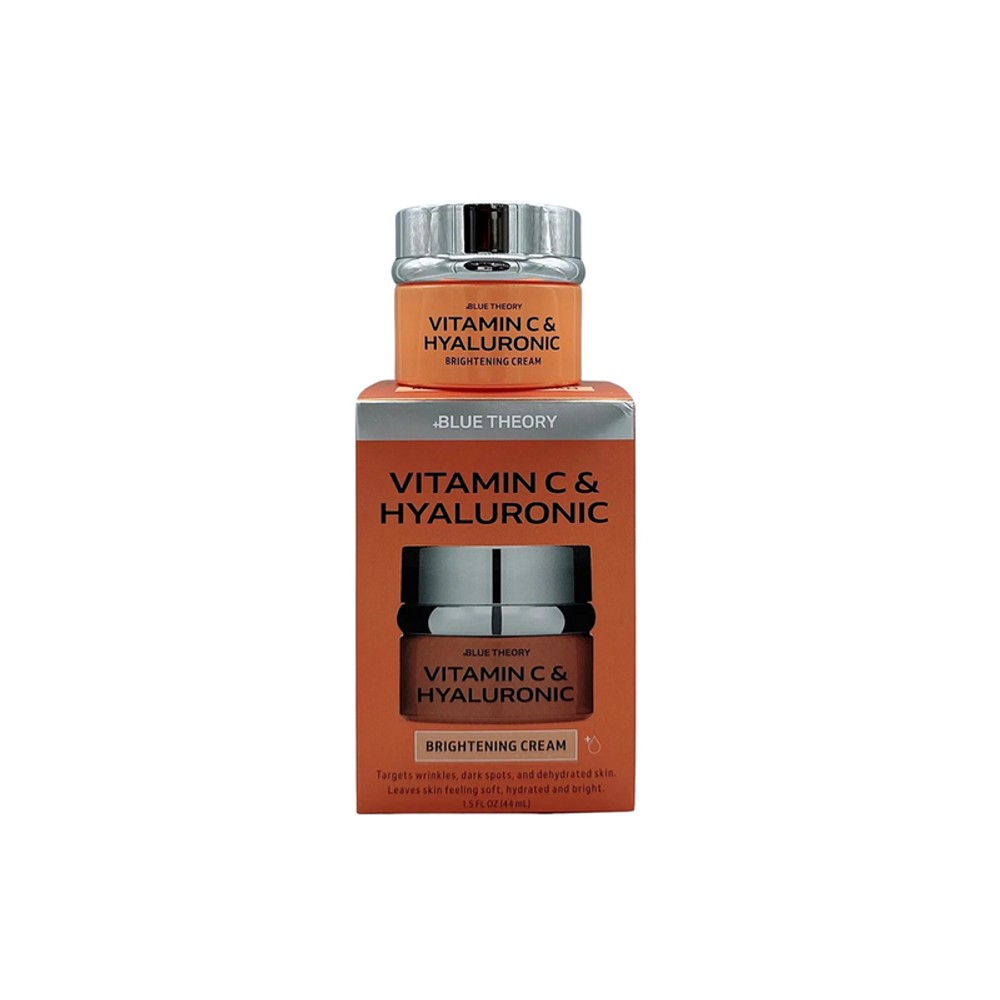 BLUE THEORY
VITAMIN C &
HYALURONIC
BRIGHTENING CREAM
+BLUE THEORY
VITAMIN C &
HYALURONIC
BLUE THEORY
VITAMIN C &
HYALURONIC
BRIGHTENING CREAM
Targets wrinkles, dark spots, and dehydrated skin.
Leaves skin feeling soft, hydrated and bright.
1.5 FL OZ (44 mL)